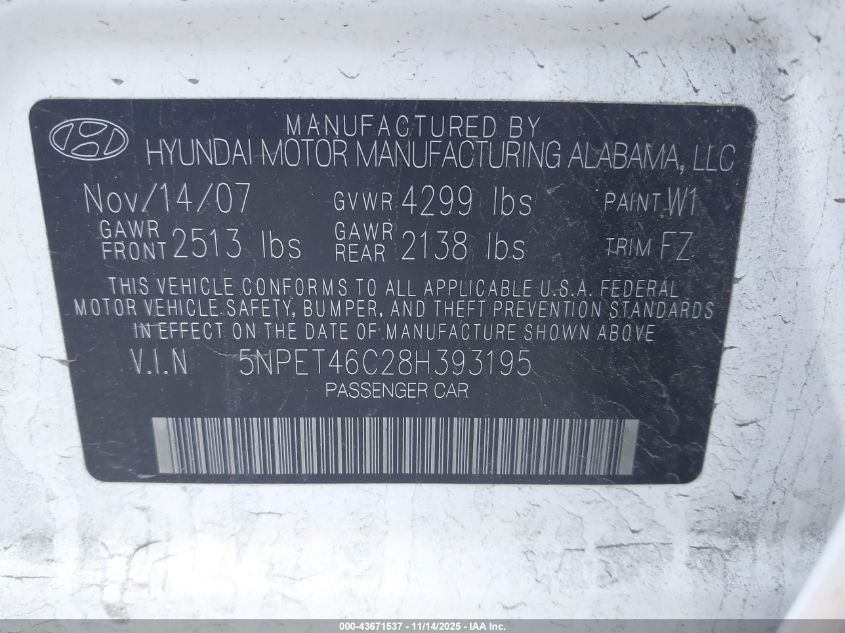 MANUFACTURED BY
HYUNDAI MOTOR MANUFACTURING ALABAMA, LLC
Nov/14/07 GVWR 4299 lbs PAINT W1
GAWR FRONT 2513 lbs GAWR REAR 2138 lbs TRIM FZ
THIS VEHICLE CONFORMS TO ALL APPLICABLE U.S.A. FEDERAL
MOTOR VEHICLE SAFETY, BUMPER, AND THEFT PREVENTION STANDARDS
IN EFFECT ON THE DATE OF MANUFACTURE SHOWN ABOVE
V.I.N 5NPET46C28H393195
PASSENGER CAR
000-43671537 - 11/14/2025 - IAA Inc.